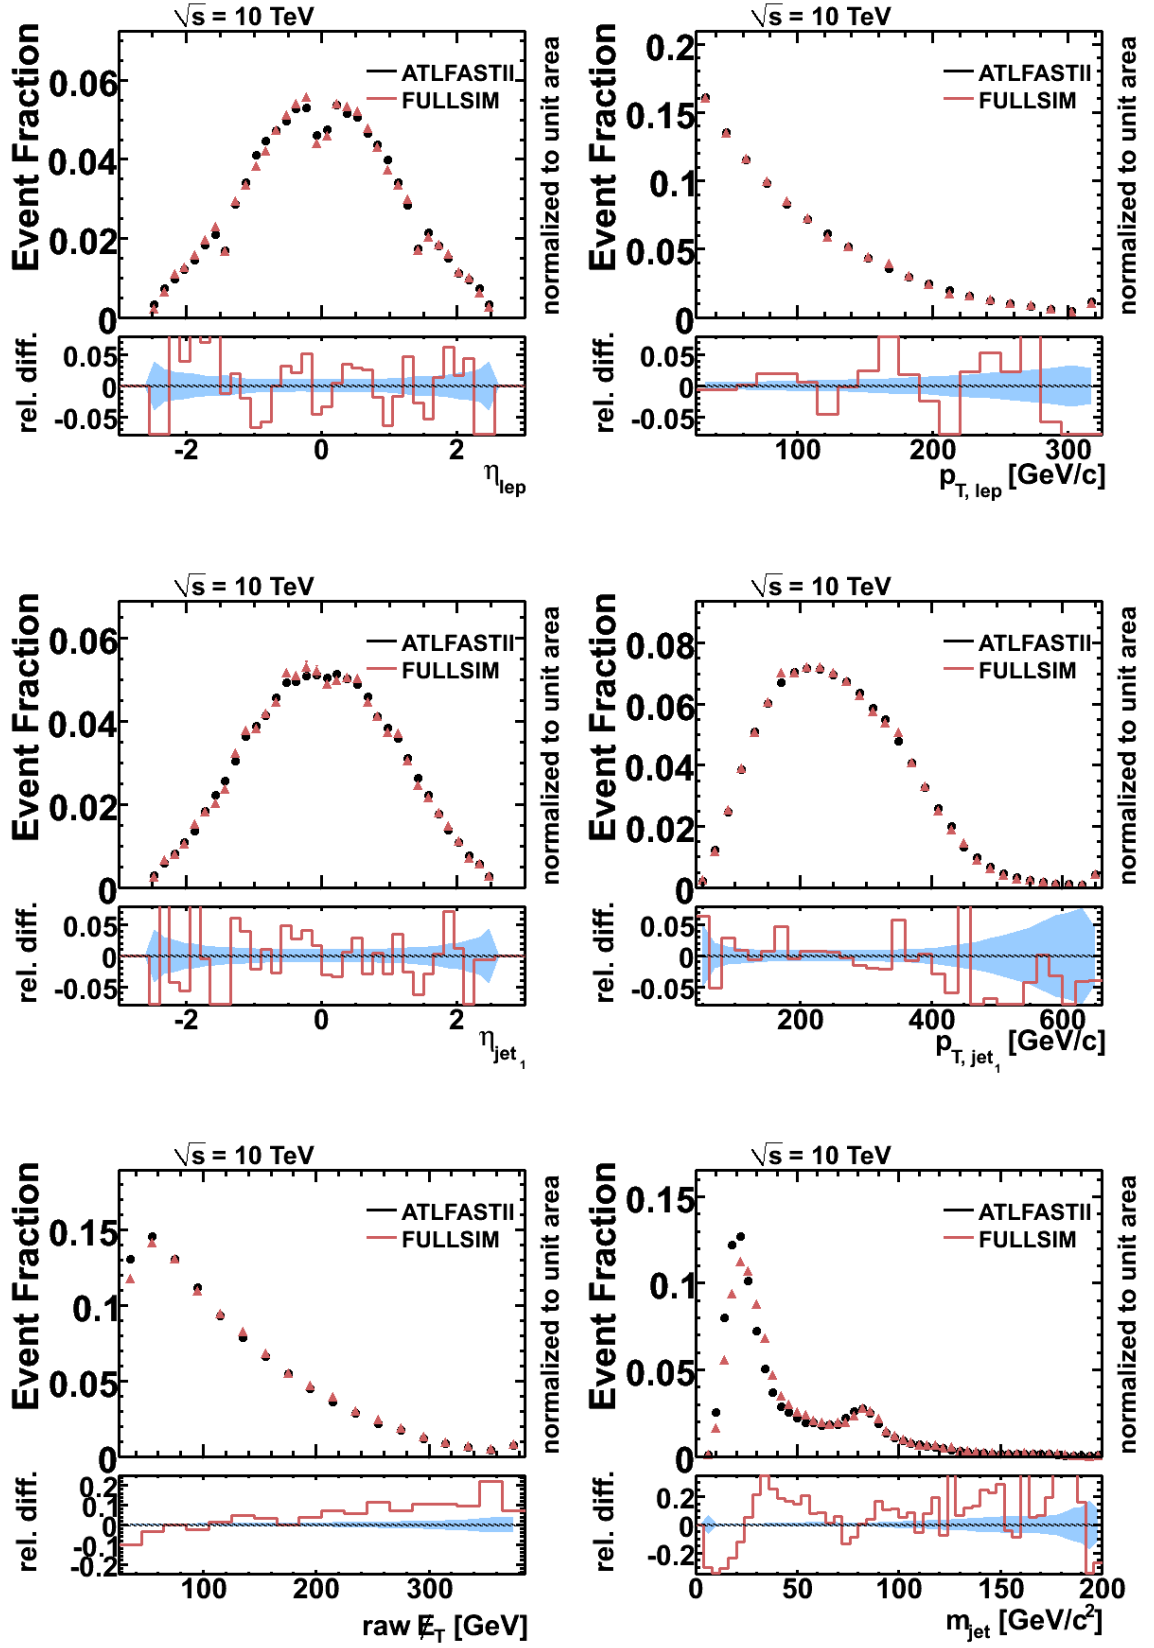 √s = 10 TeV
Event Fraction
0.06
0.04
0.02
0
ATLFASTII
FULLSIM
normalized to unit area
rel. diff.
0.05
0
-0.05
-2 0 2
η_lep
√s = 10 TeV
Event Fraction
0.2
0.15
0.1
0.05
0
ATLFASTII
FULLSIM
normalized to unit area
rel. diff.
0.05
0
-0.05
100 200 300
p_T, lep [GeV/c]
√s = 10 TeV
Event Fraction
0.06
0.04
0.02
0
ATLFASTII
FULLSIM
normalized to unit area
rel. diff.
0.05
0
-0.05
-2 0 2
η_jet_1
√s = 10 TeV
Event Fraction
0.08
0.06
0.04
0.02
0
ATLFASTII
FULLSIM
normalized to unit area
rel. diff.
0.05
0
-0.05
200 400 600
p_T, jet_1 [GeV/c]
√s = 10 TeV
Event Fraction
0.15
0.1
0.05
0
ATLFASTII
FULLSIM
normalized to unit area
rel. diff.
0.2
0.1
0
-0.1
-0.2
100 200 300
raw E̸_T [GeV]
√s = 10 TeV
Event Fraction
0.15
0.1
0.05
0
ATLFASTII
FULLSIM
normalized to unit area
rel. diff.
0.2
0
-0.2
0 50 100 150 200
m_jet [GeV/c²]